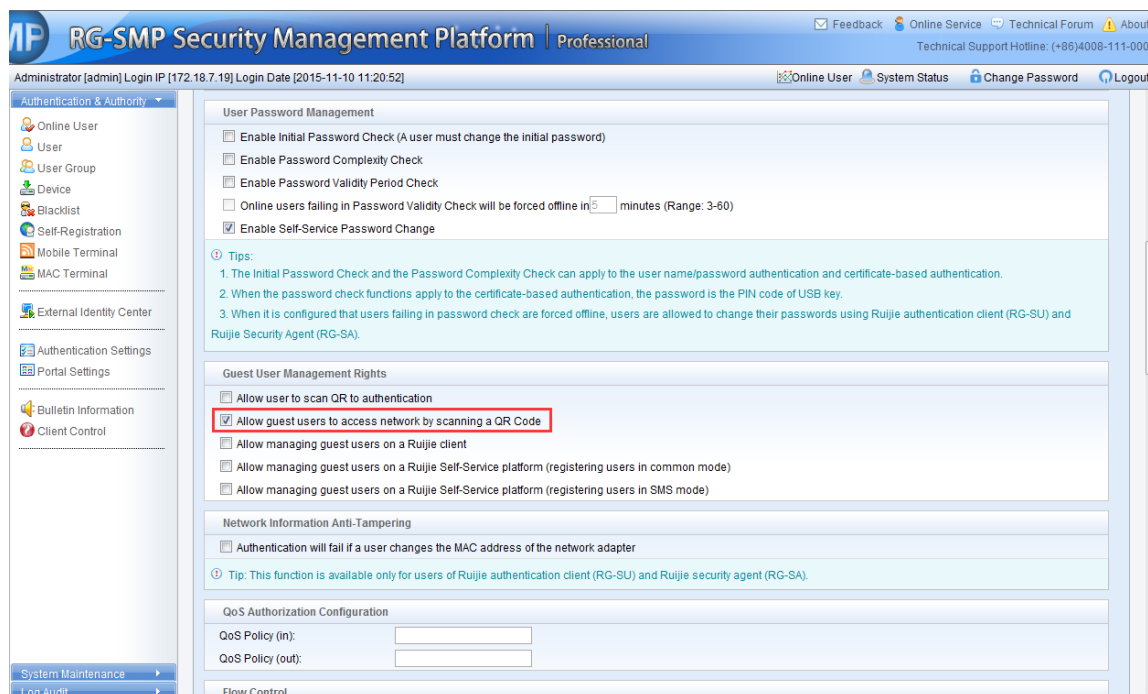 MP RG-SMP Security Management Platform | Professional
Feedback Online Service Technical Forum About
Technical Support Hotline: (+86)4008-111-000
Administrator [admin] Login IP [172.18.7.19] Login Date [2015-11-10 11:20:52]
Online User System Status Change Password Logout
Authentication & Authority
Online User
User
User Group
Device
Blacklist
Self-Registration
Mobile Terminal
MAC Terminal
External Identity Center
Authentication Settings
Portal Settings
Bulletin Information
Client Control
System Maintenance
Log Audit
User Password Management
Enable Initial Password Check (A user must change the initial password)
Enable Password Complexity Check
Enable Password Validity Period Check
Online users failing in Password Validity Check will be forced offline in 5 minutes (Range: 3-60)
Enable Self-Service Password Change
Tips:
1. The Initial Password Check and the Password Complexity Check can apply to the user name/password authentication and certificate-based authentication.
2. When the password check functions apply to the certificate-based authentication, the password is the PIN code of USB key.
3. When it is configured that users failing in password check are forced offline, users are allowed to change their passwords using Ruijie authentication client (RG-SU) and
Ruijie Security Agent (RG-SA).
Guest User Management Rights
Allow user to scan QR to authentication
Allow guest users to access network by scanning a QR Code
Allow managing guest users on a Ruijie client
Allow managing guest users on a Ruijie Self-Service platform (registering users in common mode)
Allow managing guest users on a Ruijie Self-Service platform (registering users in SMS mode)
Network Information Anti-Tampering
Authentication will fail if a user changes the MAC address of the network adapter
Tip: This function is available only for users of Ruijie authentication client (RG-SU) and Ruijie security agent (RG-SA).
QoS Authorization Configuration
QoS Policy (in):
QoS Policy (out):
Flow Control